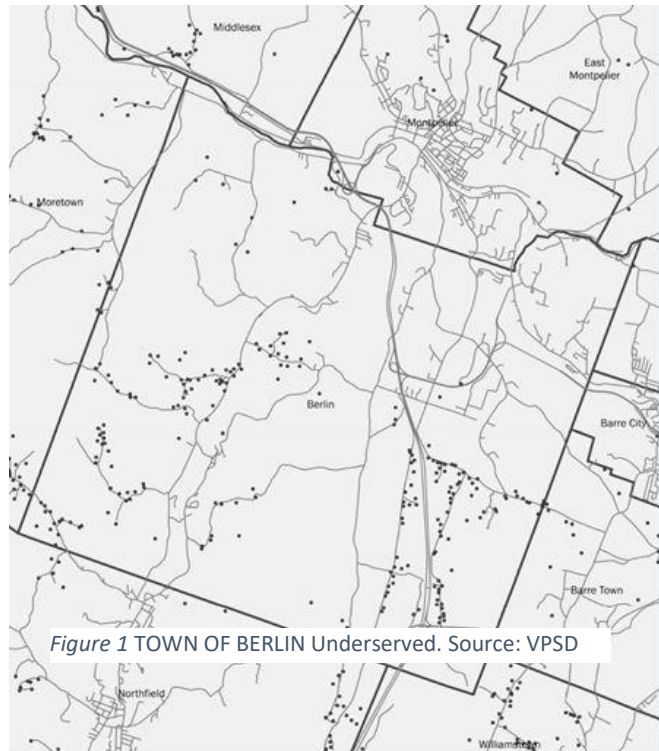 Middlesex
East
Montpelier
Montpelier
Moretown
Berlin
Barre City
Barre Town
Figure 1 TOWN OF BERLIN Underserved. Source: VPSD
Northfield
Williamstown